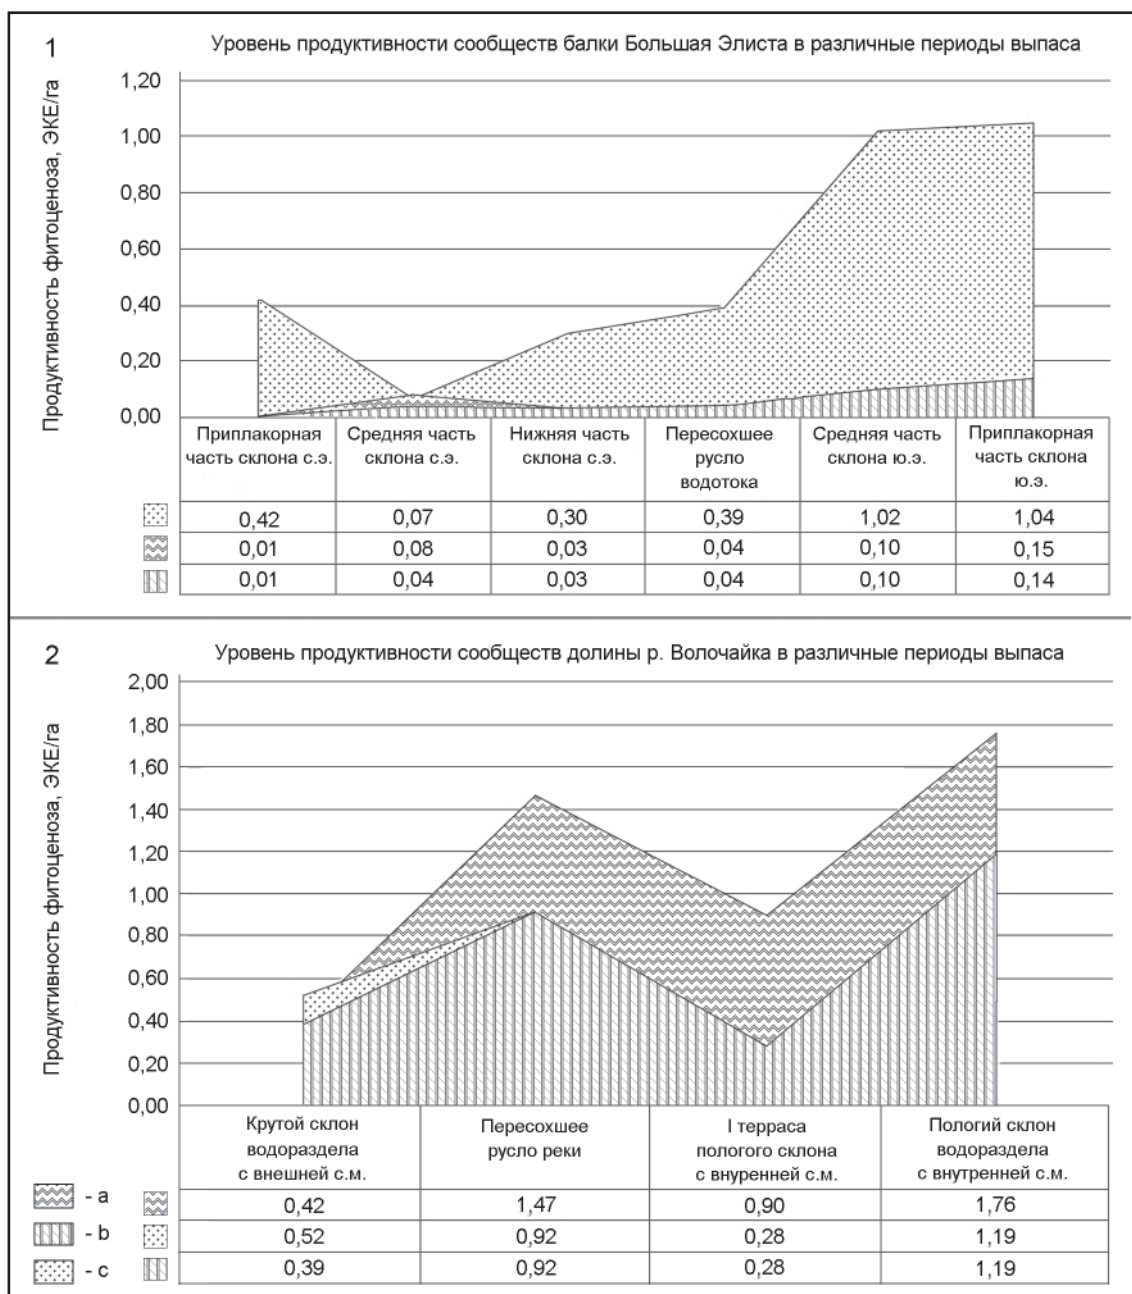 1
Уровень продуктивности сообществ балки Большая Элиста в различные периоды выпаса
Продуктивность фитоценоза, ЭКЕ/га
1,20
1,00
0,80
0,60
0,40
0,20
0,00
Приплакорная
часть склона с.э.
Средняя часть
склона с.э.
Нижняя часть
склона с.э.
Пересохшее
русло
водотока
Средняя часть
склона ю.э.
Приплакорная
часть склона
ю.э.
0,42 0,07 0,30 0,39 1,02 1,04
0,01 0,08 0,03 0,04 0,10 0,15
0,01 0,04 0,03 0,04 0,10 0,14
2
Уровень продуктивности сообществ долины р. Волочайка в различные периоды выпаса
Продуктивность фитоценоза, ЭКЕ/га
2,00
1,80
1,60
1,40
1,20
1,00
0,80
0,60
0,40
0,20
0,00
Крутой склон
водораздела
с внешней с.м.
Пересохшее
русло реки
I терраса
пологого склона
с внуренней с.м.
Пологий склон
водораздела
с внутренней с.м.
- a
0,42 1,47 0,90 1,76
- b
0,52 0,92 0,28 1,19
- c
0,39 0,92 0,28 1,19